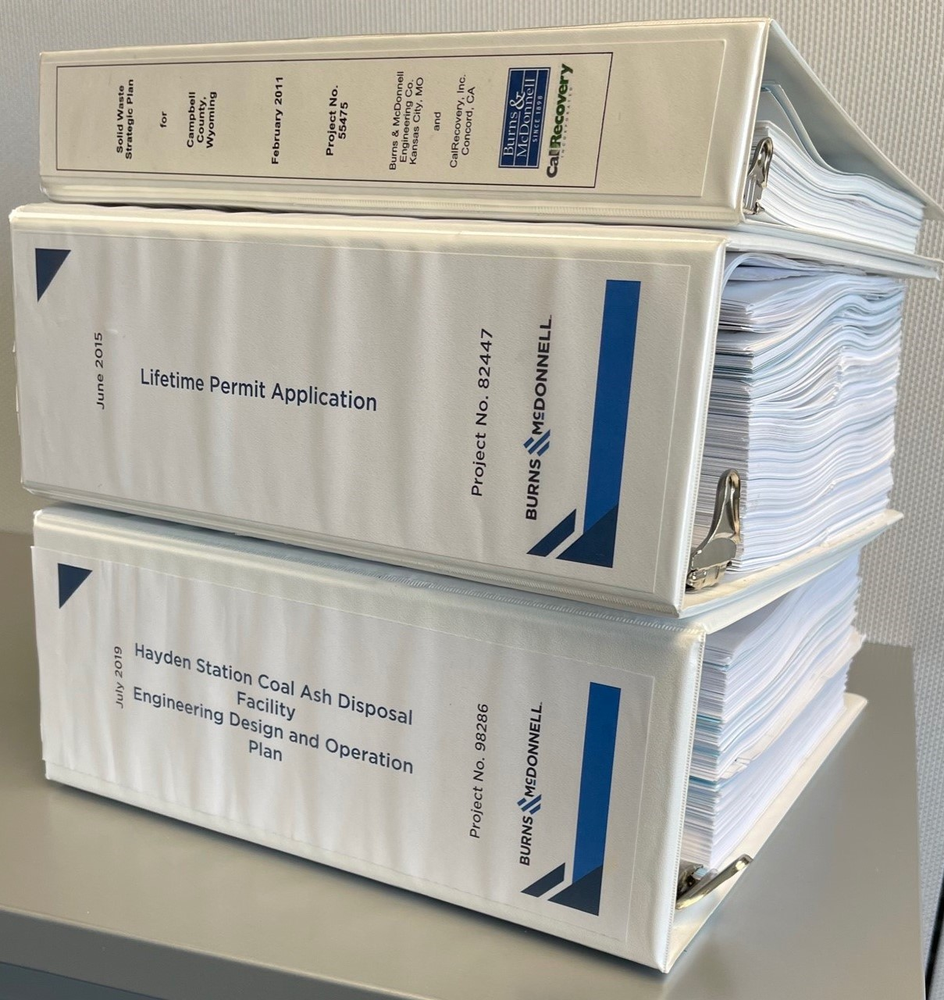 Solid Waste
Strategic Plan
for
Campbell
County,
Wyoming
February 2011
Project No.
55475
Burns & McDonnell
Engineering Co.
Kansas City, MO
and
CalRecovery, Inc.
Concord, CA
Burns &
McDonnell
SINCE 1898
CalRecovery
INCORPORATED
June 2015
Lifetime Permit Application
Project No. 82447
BURNS McDONNELL
July 2019
Hayden Station Coal Ash Disposal
Facility
Engineering Design and Operation
Plan
Project No. 98286
BURNS McDONNELL